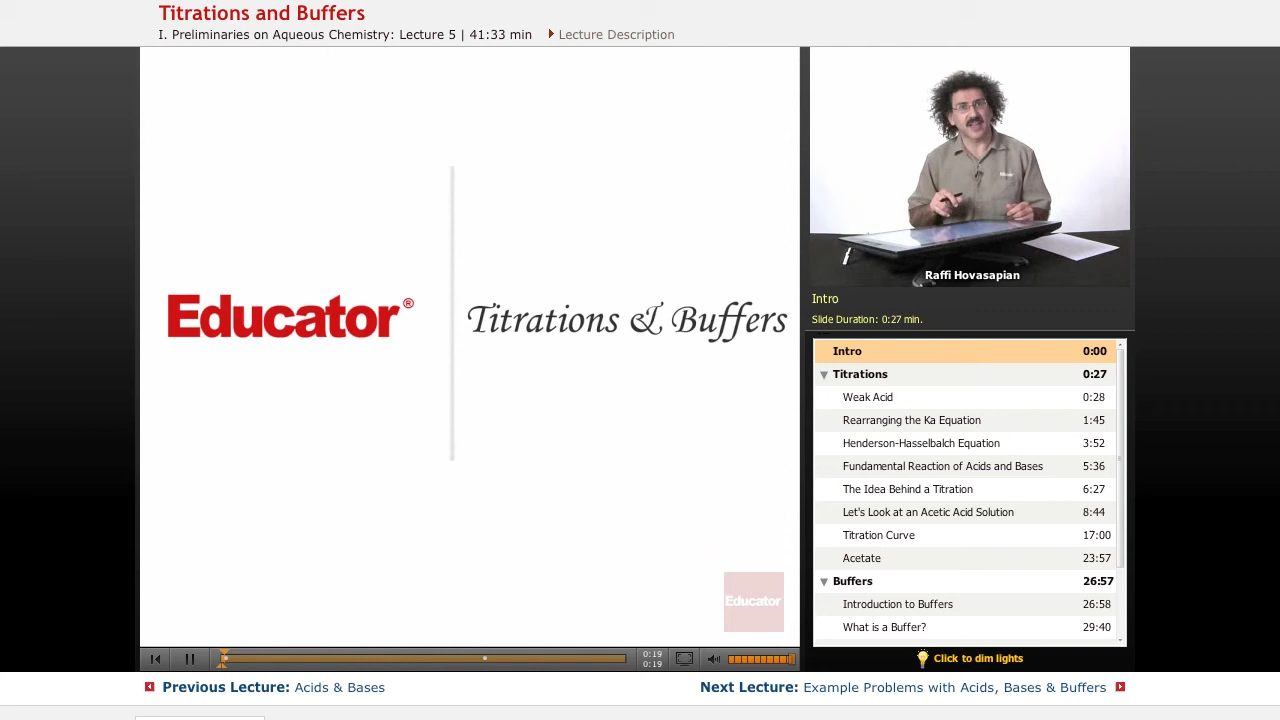 Titrations and Buffers
I. Preliminaries on Aqueous Chemistry: Lecture 5 | 41:33 min Lecture Description
Educator®
Titrations & Buffers
Educator
Raffi Hovasapian
Intro
Slide Duration: 0:27 min.
Intro 0:00
Titrations 0:27
Weak Acid 0:28
Rearranging the Ka Equation 1:45
Henderson-Hasselbalch Equation 3:52
Fundamental Reaction of Acids and Bases 5:36
The Idea Behind a Titration 6:27
Let's Look at an Acetic Acid Solution 8:44
Titration Curve 17:00
Acetate 23:57
Buffers 26:57
Introduction to Buffers 26:58
What is a Buffer? 29:40
0:19
0:19
Click to dim lights
Previous Lecture: Acids & Bases
Next Lecture: Example Problems with Acids, Bases & Buffers